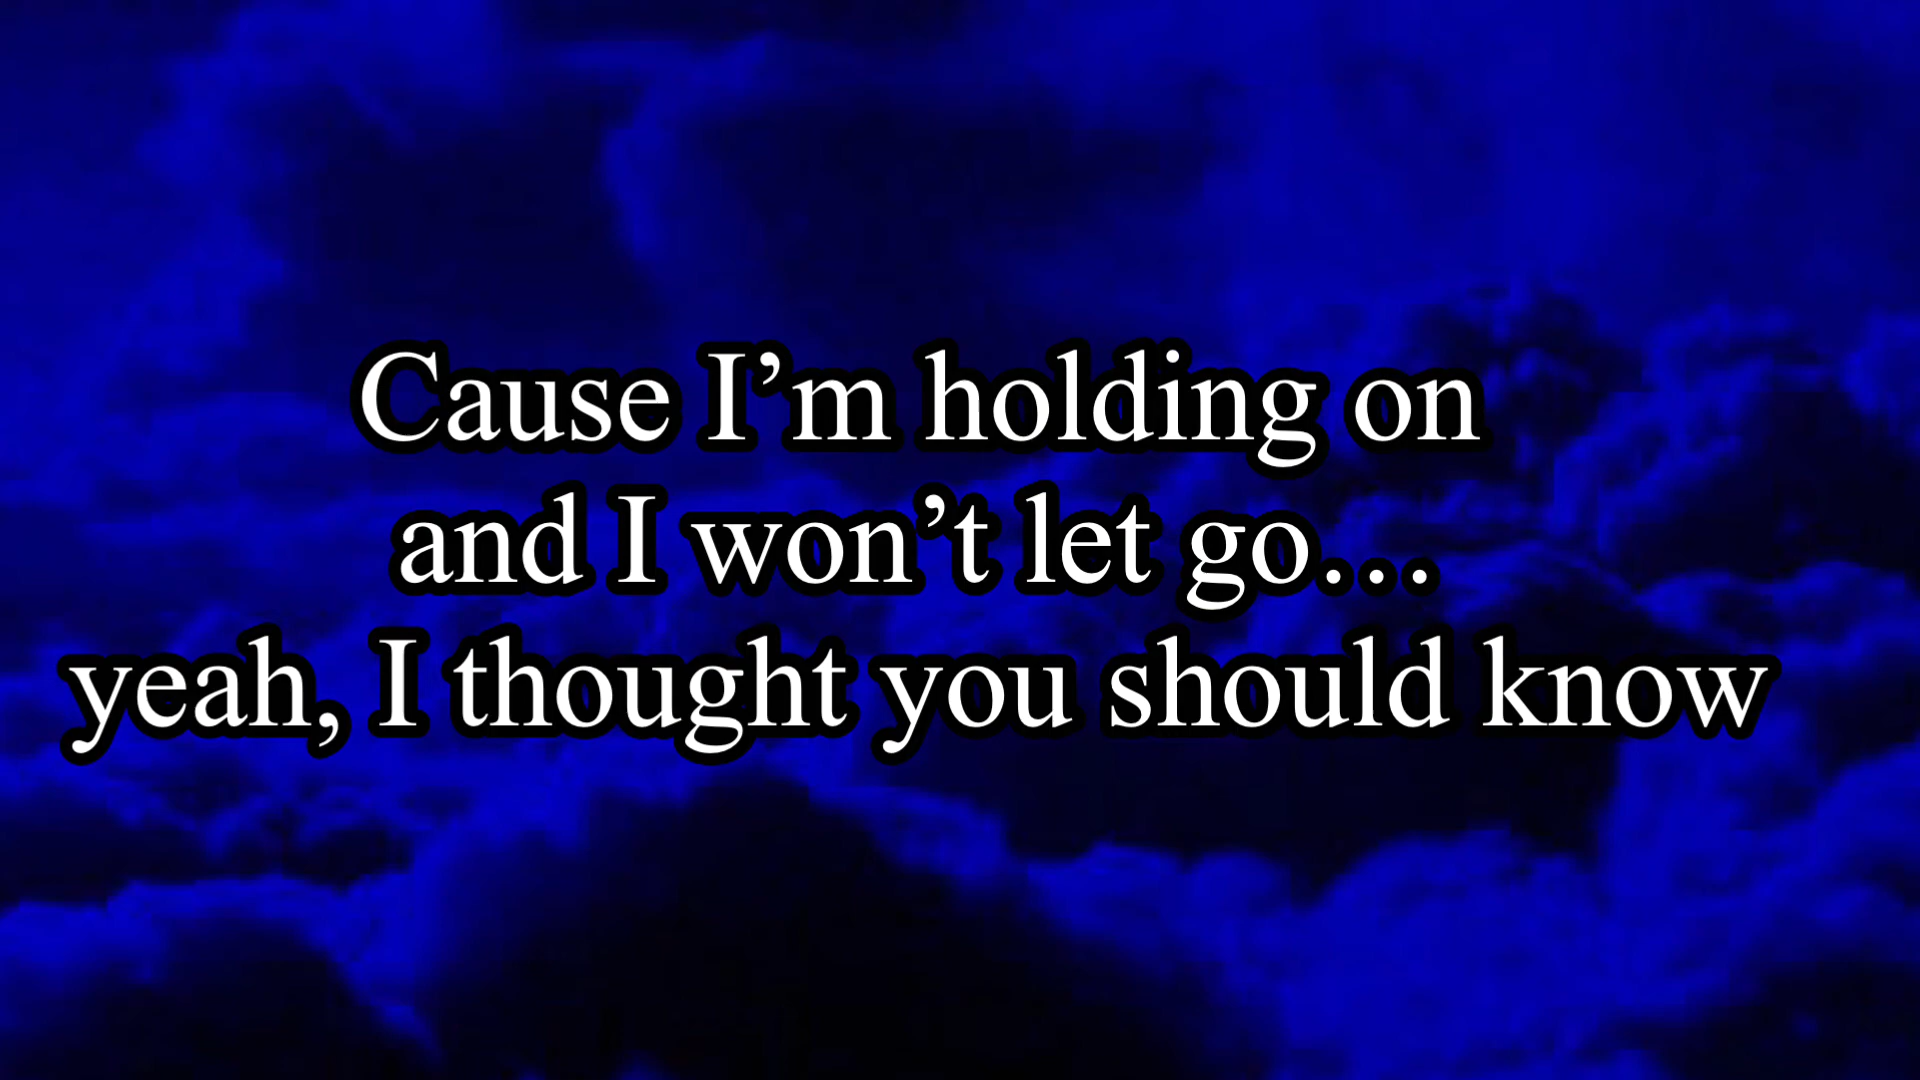 Cause I’m holding on
and I won’t let go…
yeah, I thought you should know